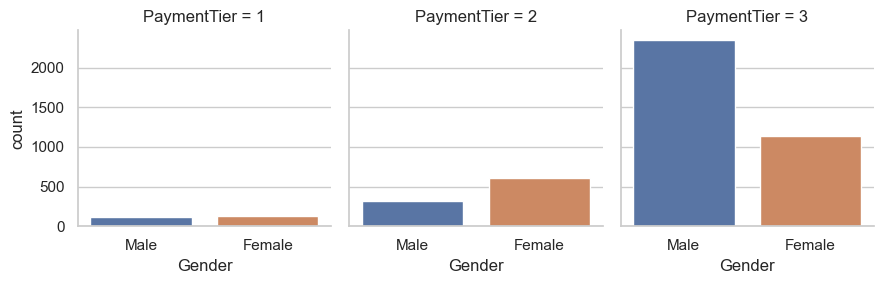 PaymentTier = 1
PaymentTier = 2
PaymentTier = 3
count
2000
1500
1000
500
0
Male Female
Male Female
Male Female
Gender
Gender
Gender